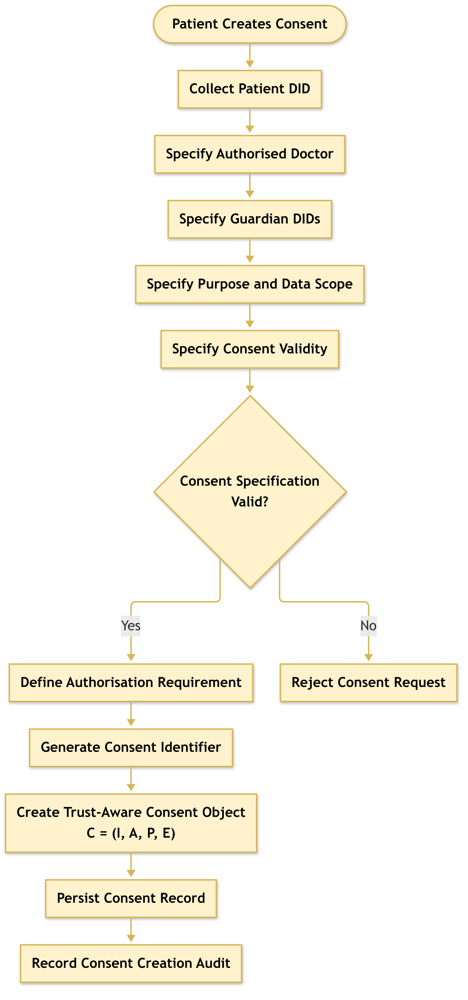 Patient Creates Consent
Collect Patient DID
Specify Authorised Doctor
Specify Guardian DIDs
Specify Purpose and Data Scope
Specify Consent Validity
Consent Specification
Valid?
Yes
No
Define Authorisation Requirement
Reject Consent Request
Generate Consent Identifier
Create Trust-Aware Consent Object
C = (I, A, P, E)
Persist Consent Record
Record Consent Creation Audit